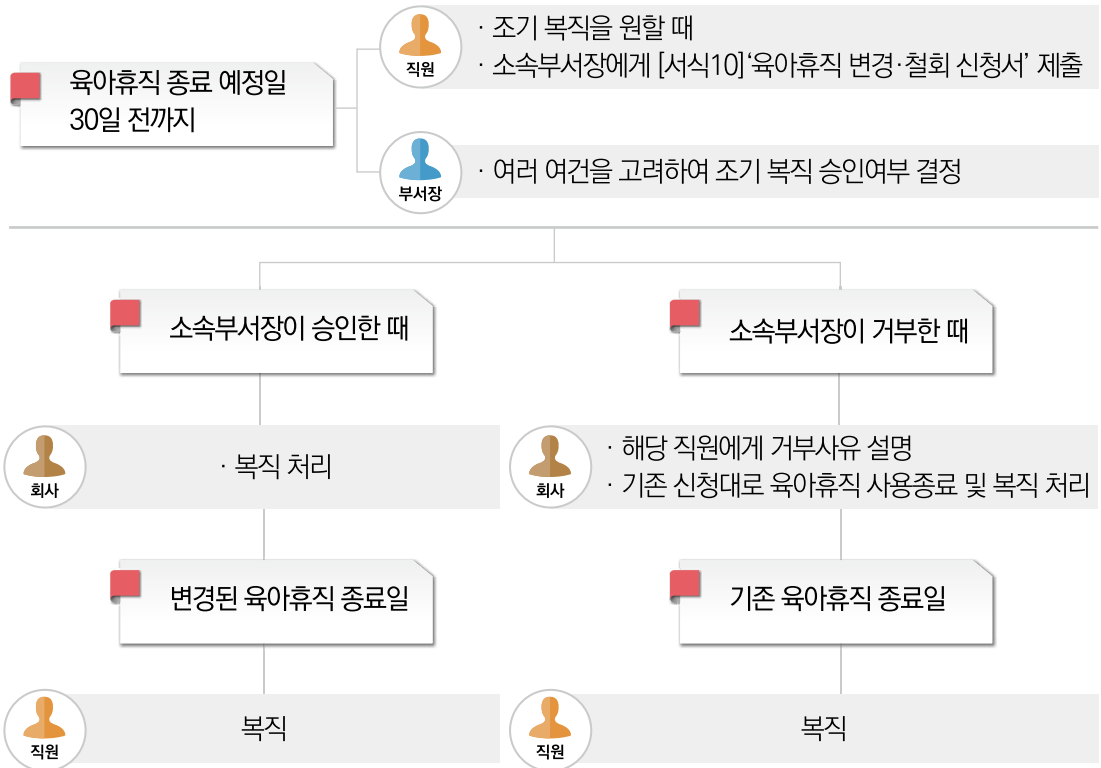 육아휴직 종료 예정일
30일 전까지
직원
· 조기 복직을 원할 때
· 소속부서장에게 [서식10]‘육아휴직 변경·철회 신청서’ 제출
부서장
· 여러 여건을 고려하여 조기 복직 승인여부 결정
소속부서장이 승인한 때
소속부서장이 거부한 때
회사
· 복직 처리
회사
· 해당 직원에게 거부사유 설명
· 기존 신청대로 육아휴직 사용종료 및 복직 처리
변경된 육아휴직 종료일
기존 육아휴직 종료일
직원
복직
직원
복직